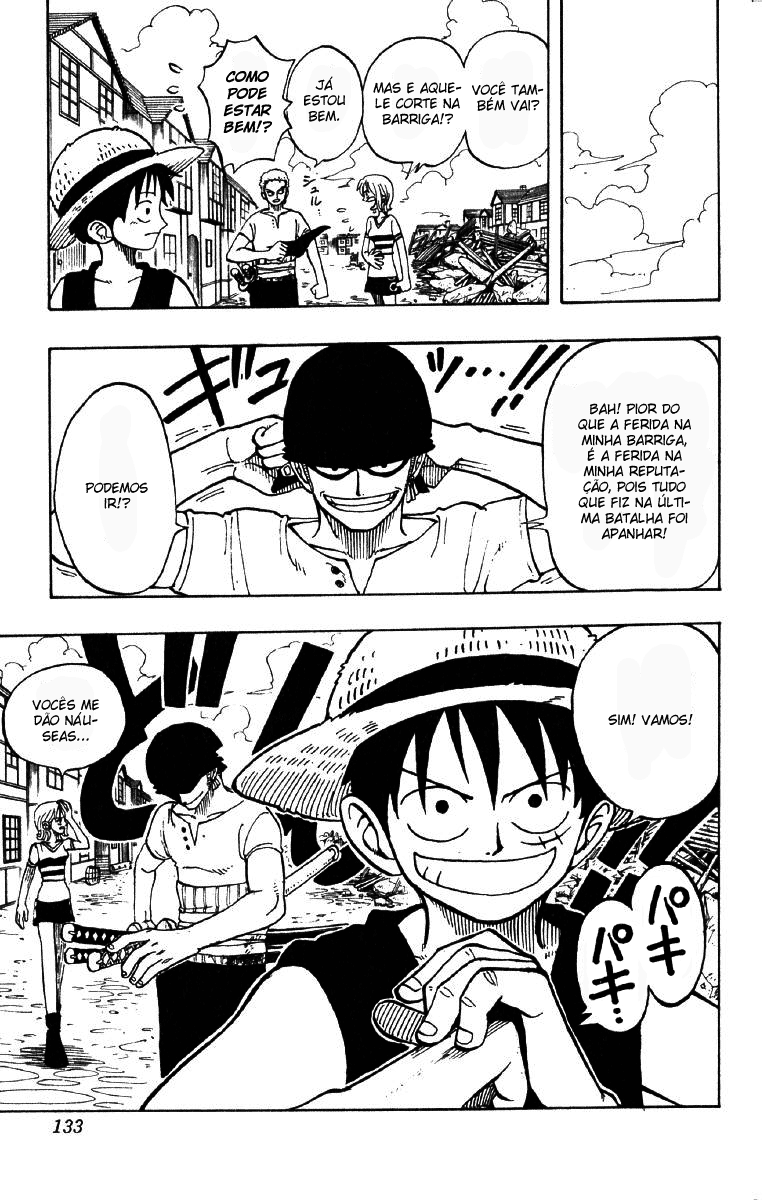 VOCÊ TAM-
BÉM VAI?
MAS E AQUE-
LE CORTE NA
BARRIGA!?
JÁ
ESTOU
BEM.
COMO
PODE
ESTAR
BEM!?
BAH! PIOR DO
QUE A FERIDA NA
MINHA BARRIGA,
É A FERIDA NA
MINHA REPUTA-
ÇÃO, POIS TUDO
QUE FIZ NA ÚLTI-
MA BATALHA FOI
APANHAR!
ギュ
PODEMOS
IR!?
SIM! VAMOS!
VOCÊS ME
DÃO NÁU-
SEAS...
パキ
パキ…
133